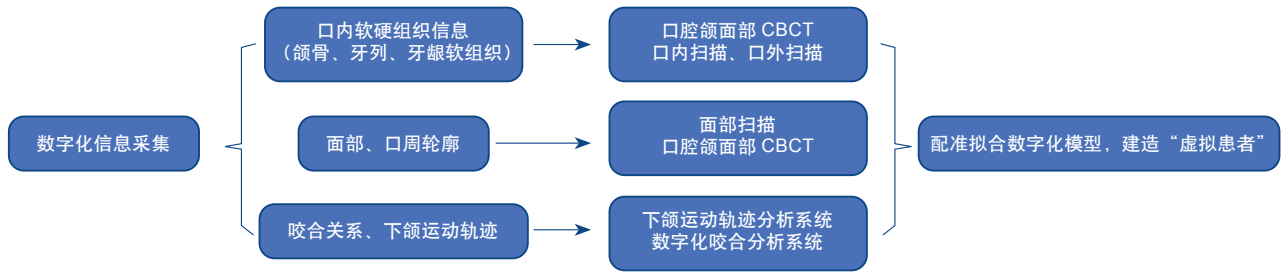 数字化信息采集
口内软硬组织信息
（颌骨、牙列、牙龈软组织）
口腔颌面部 CBCT
口内扫描、口外扫描
面部、口周轮廓
面部扫描
口腔颌面部 CBCT
咬合关系、下颌运动轨迹
下颌运动轨迹分析系统
数字化咬合分析系统
配准拟合数字化模型，建造“虚拟患者”